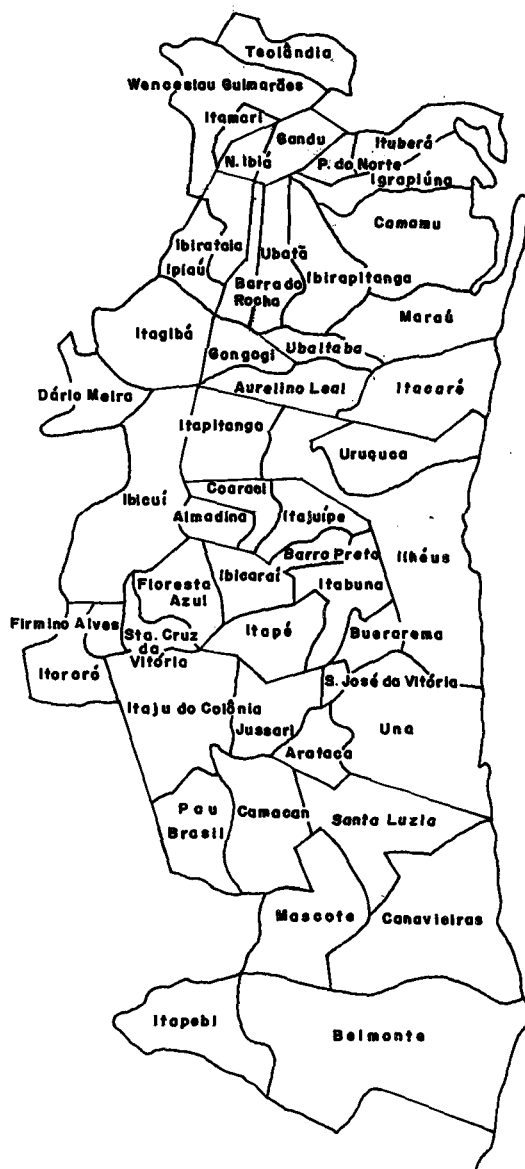 Teolândia
Wenceslau Guimarães
Itamari
Gandu
Ituberá
N. Ibiá
P. do Norte
Igrapiúna
Camamu
Ibirataia
Ubatã
Ipiaú
Ibirapitanga
Barra do
Rocha
Maraú
Itagibá
Ubaitaba
Gongogi
Dário Meira
Aurelino Leal
Itacaré
Itapitanga
Uruçuca
Coaraci
Ibicuí
Almadina
Itajuípe
Barro Preto
Ilhéus
Floresta
Azul
Ibicaraí
Itabuna
Firmino Alves
Sta. Cruz
da
Vitória
Itapé
Buerarema
Itororó
S. José da Vitória
Itaju do Colônia
Jussari
Una
Arataca
Pau
Brasil
Camacan
Santa Luzia
Mascote
Canavieiras
Itapebi
Belmonte